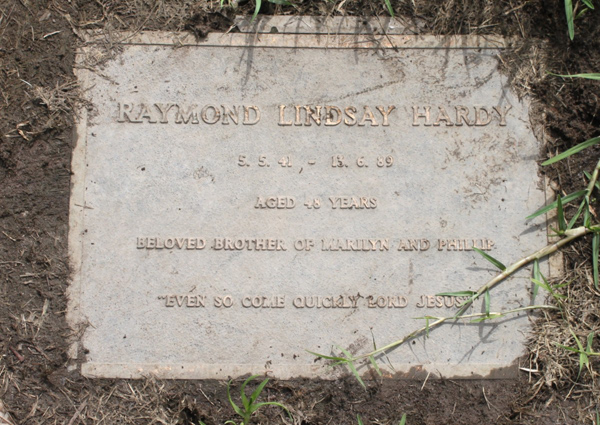 RAYMOND LINDSAY HARDY
5. 5. 41 - 13. 6. 89
AGED 48 YEARS
BELOVED BROTHER OF MARILYN AND PHILLIP
"EVEN SO COME QUICKLY LORD JESUS"